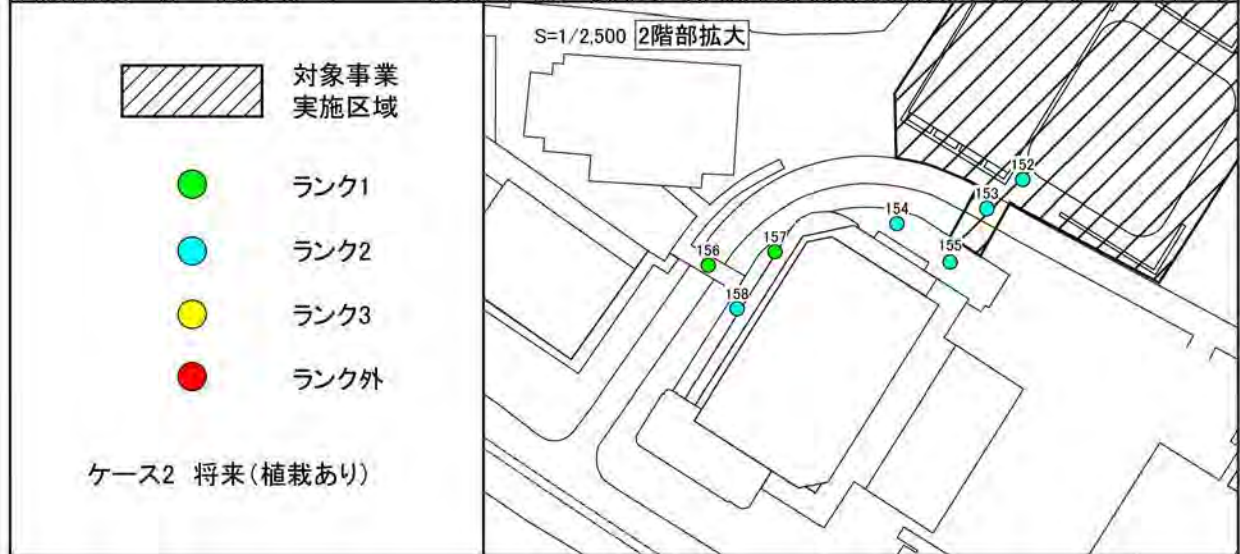 対象事業
実施区域
ランク1
ランク2
ランク3
ランク外
ケース2 将来(植栽あり)
S=1/2,500 2階部拡大
152
153
154
155
157
156
158